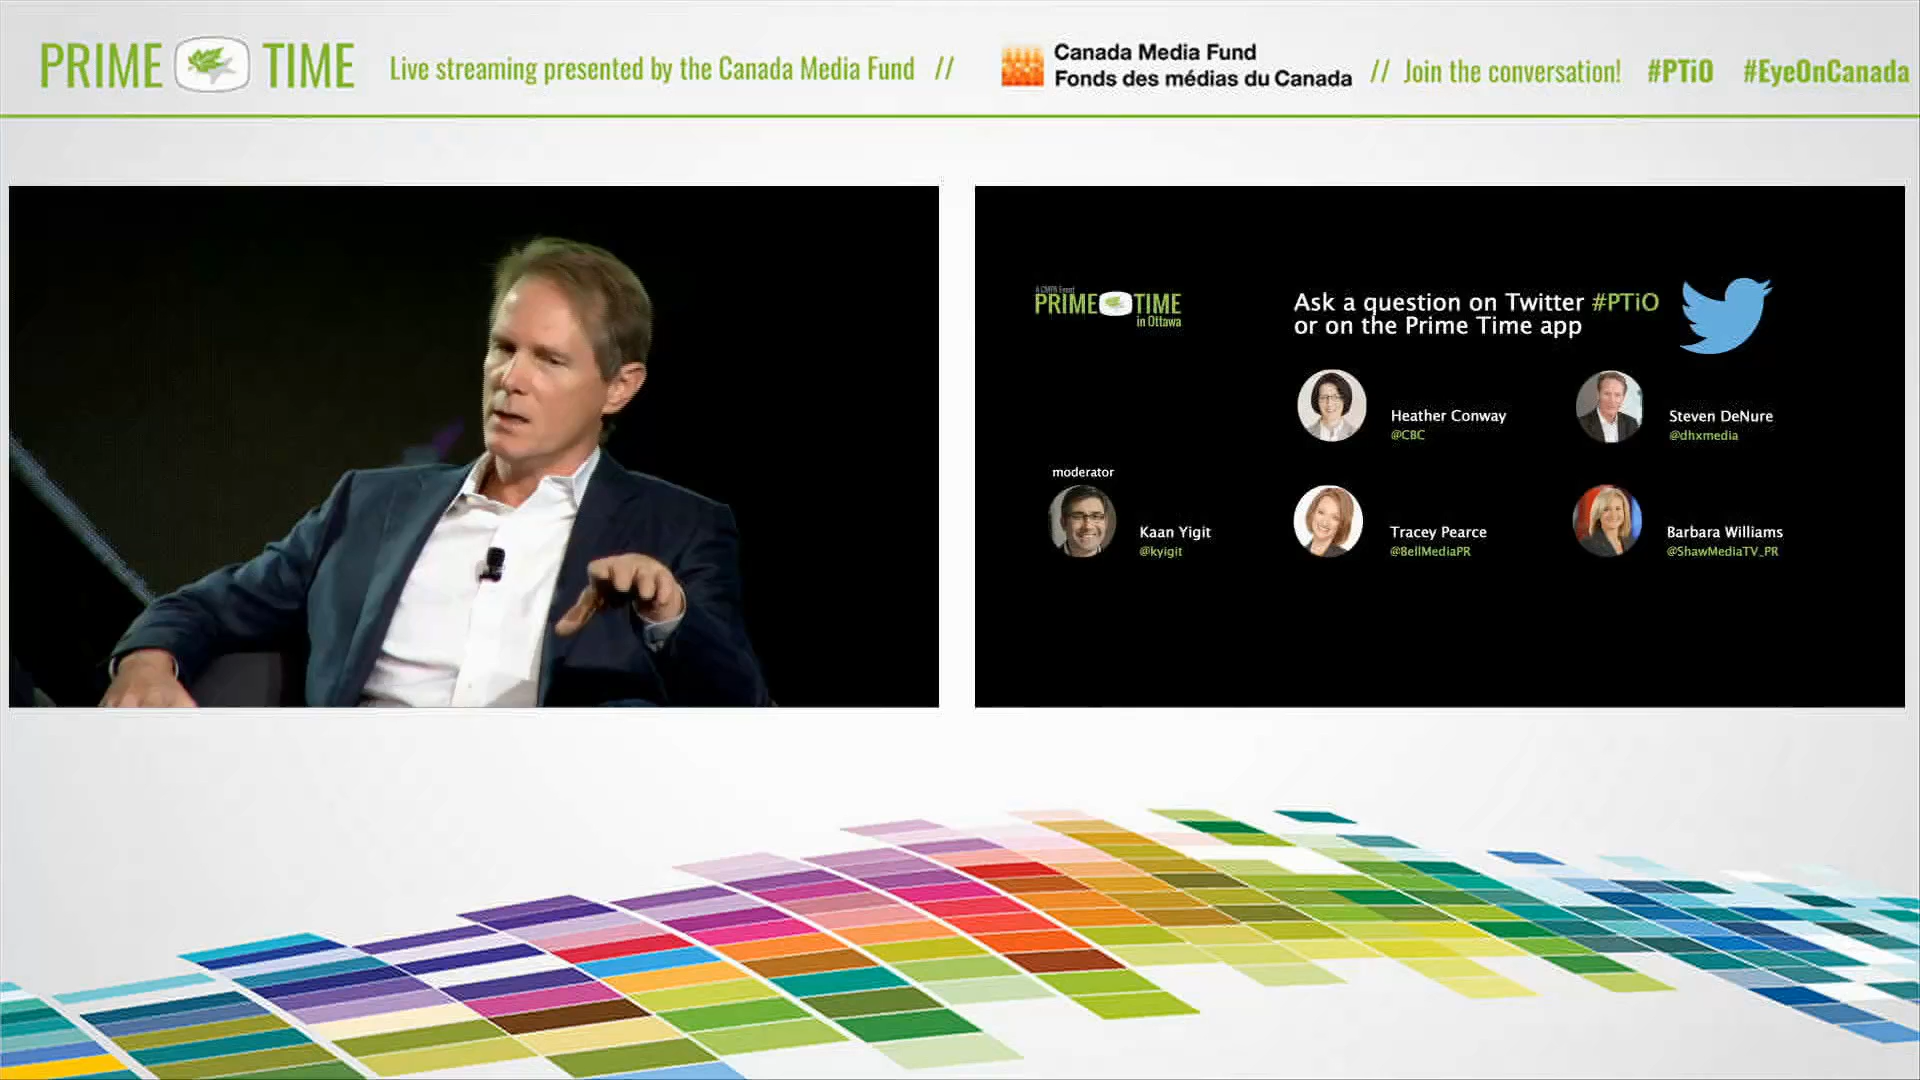 PRIME TIME
Live streaming presented by the Canada Media Fund //
Canada Media Fund
Fonds des médias du Canada
// Join the conversation! #PTiO #EyeOnCanada
A CMPA Event
PRIME TIME
in Ottawa
Ask a question on Twitter #PTiO
or on the Prime Time app
Heather Conway
@CBC
Steven DeNure
@dhxmedia
moderator
Kaan Yigit
@kyigit
Tracey Pearce
@BellMediaPR
Barbara Williams
@ShawMediaTV_PR